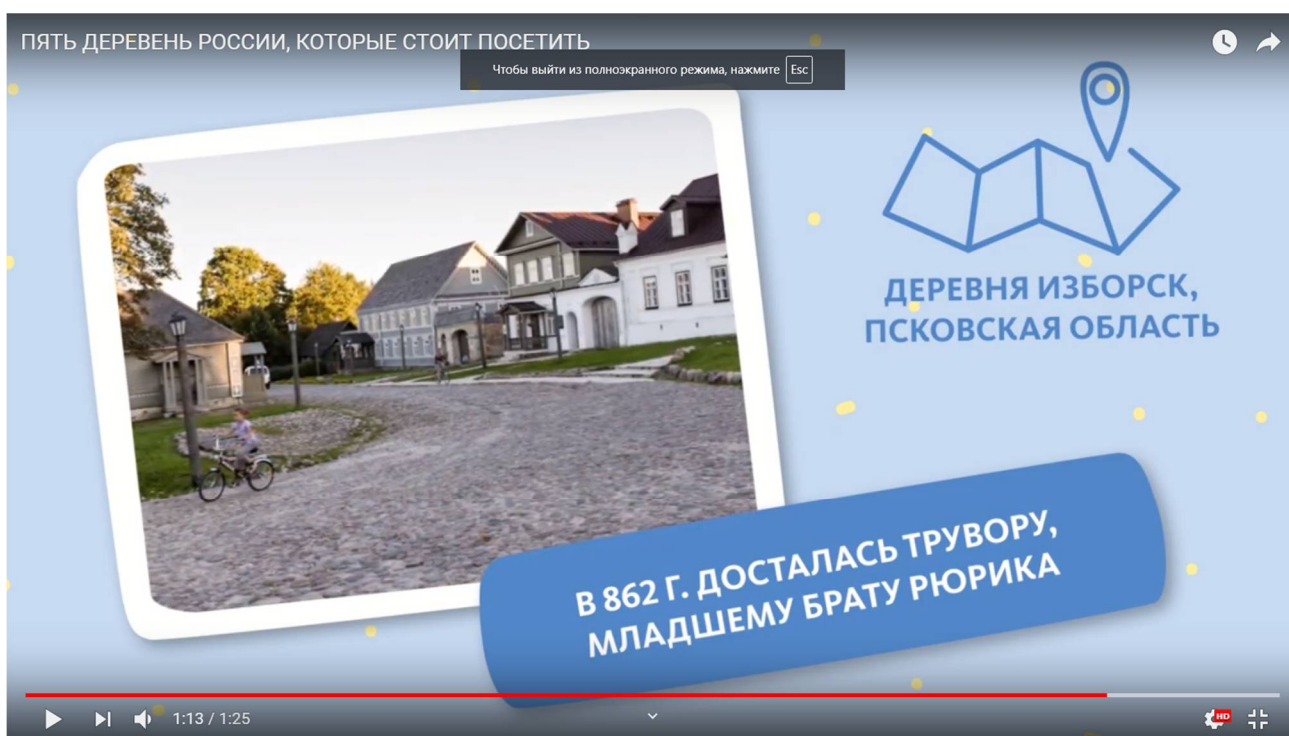 ПЯТЬ ДЕРЕВЕНЬ РОССИИ, КОТОРЫЕ СТОИТ ПОСЕТИТЬ
Чтобы выйти из полноэкранного режима, нажмите Esc
ДЕРЕВНЯ ИЗБОРСК,
ПСКОВСКАЯ ОБЛАСТЬ
В 862 Г. ДОСТАЛАСЬ ТРУВОРУ,
МЛАДШЕМУ БРАТУ РЮРИКА
1:13 / 1:25
HD